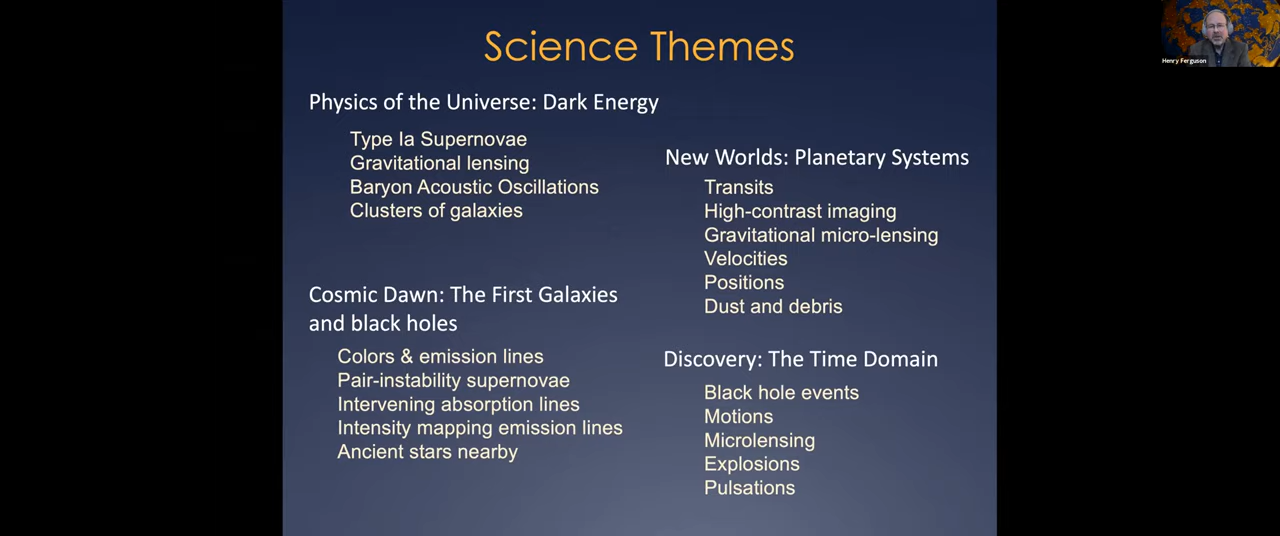 Science Themes
Physics of the Universe: Dark Energy
Type Ia Supernovae
Gravitational lensing
Baryon Acoustic Oscillations
Clusters of galaxies
Cosmic Dawn: The First Galaxies
and black holes
Colors & emission lines
Pair-instability supernovae
Intervening absorption lines
Intensity mapping emission lines
Ancient stars nearby
New Worlds: Planetary Systems
Transits
High-contrast imaging
Gravitational micro-lensing
Velocities
Positions
Dust and debris
Discovery: The Time Domain
Black hole events
Motions
Microlensing
Explosions
Pulsations
Henry Ferguson